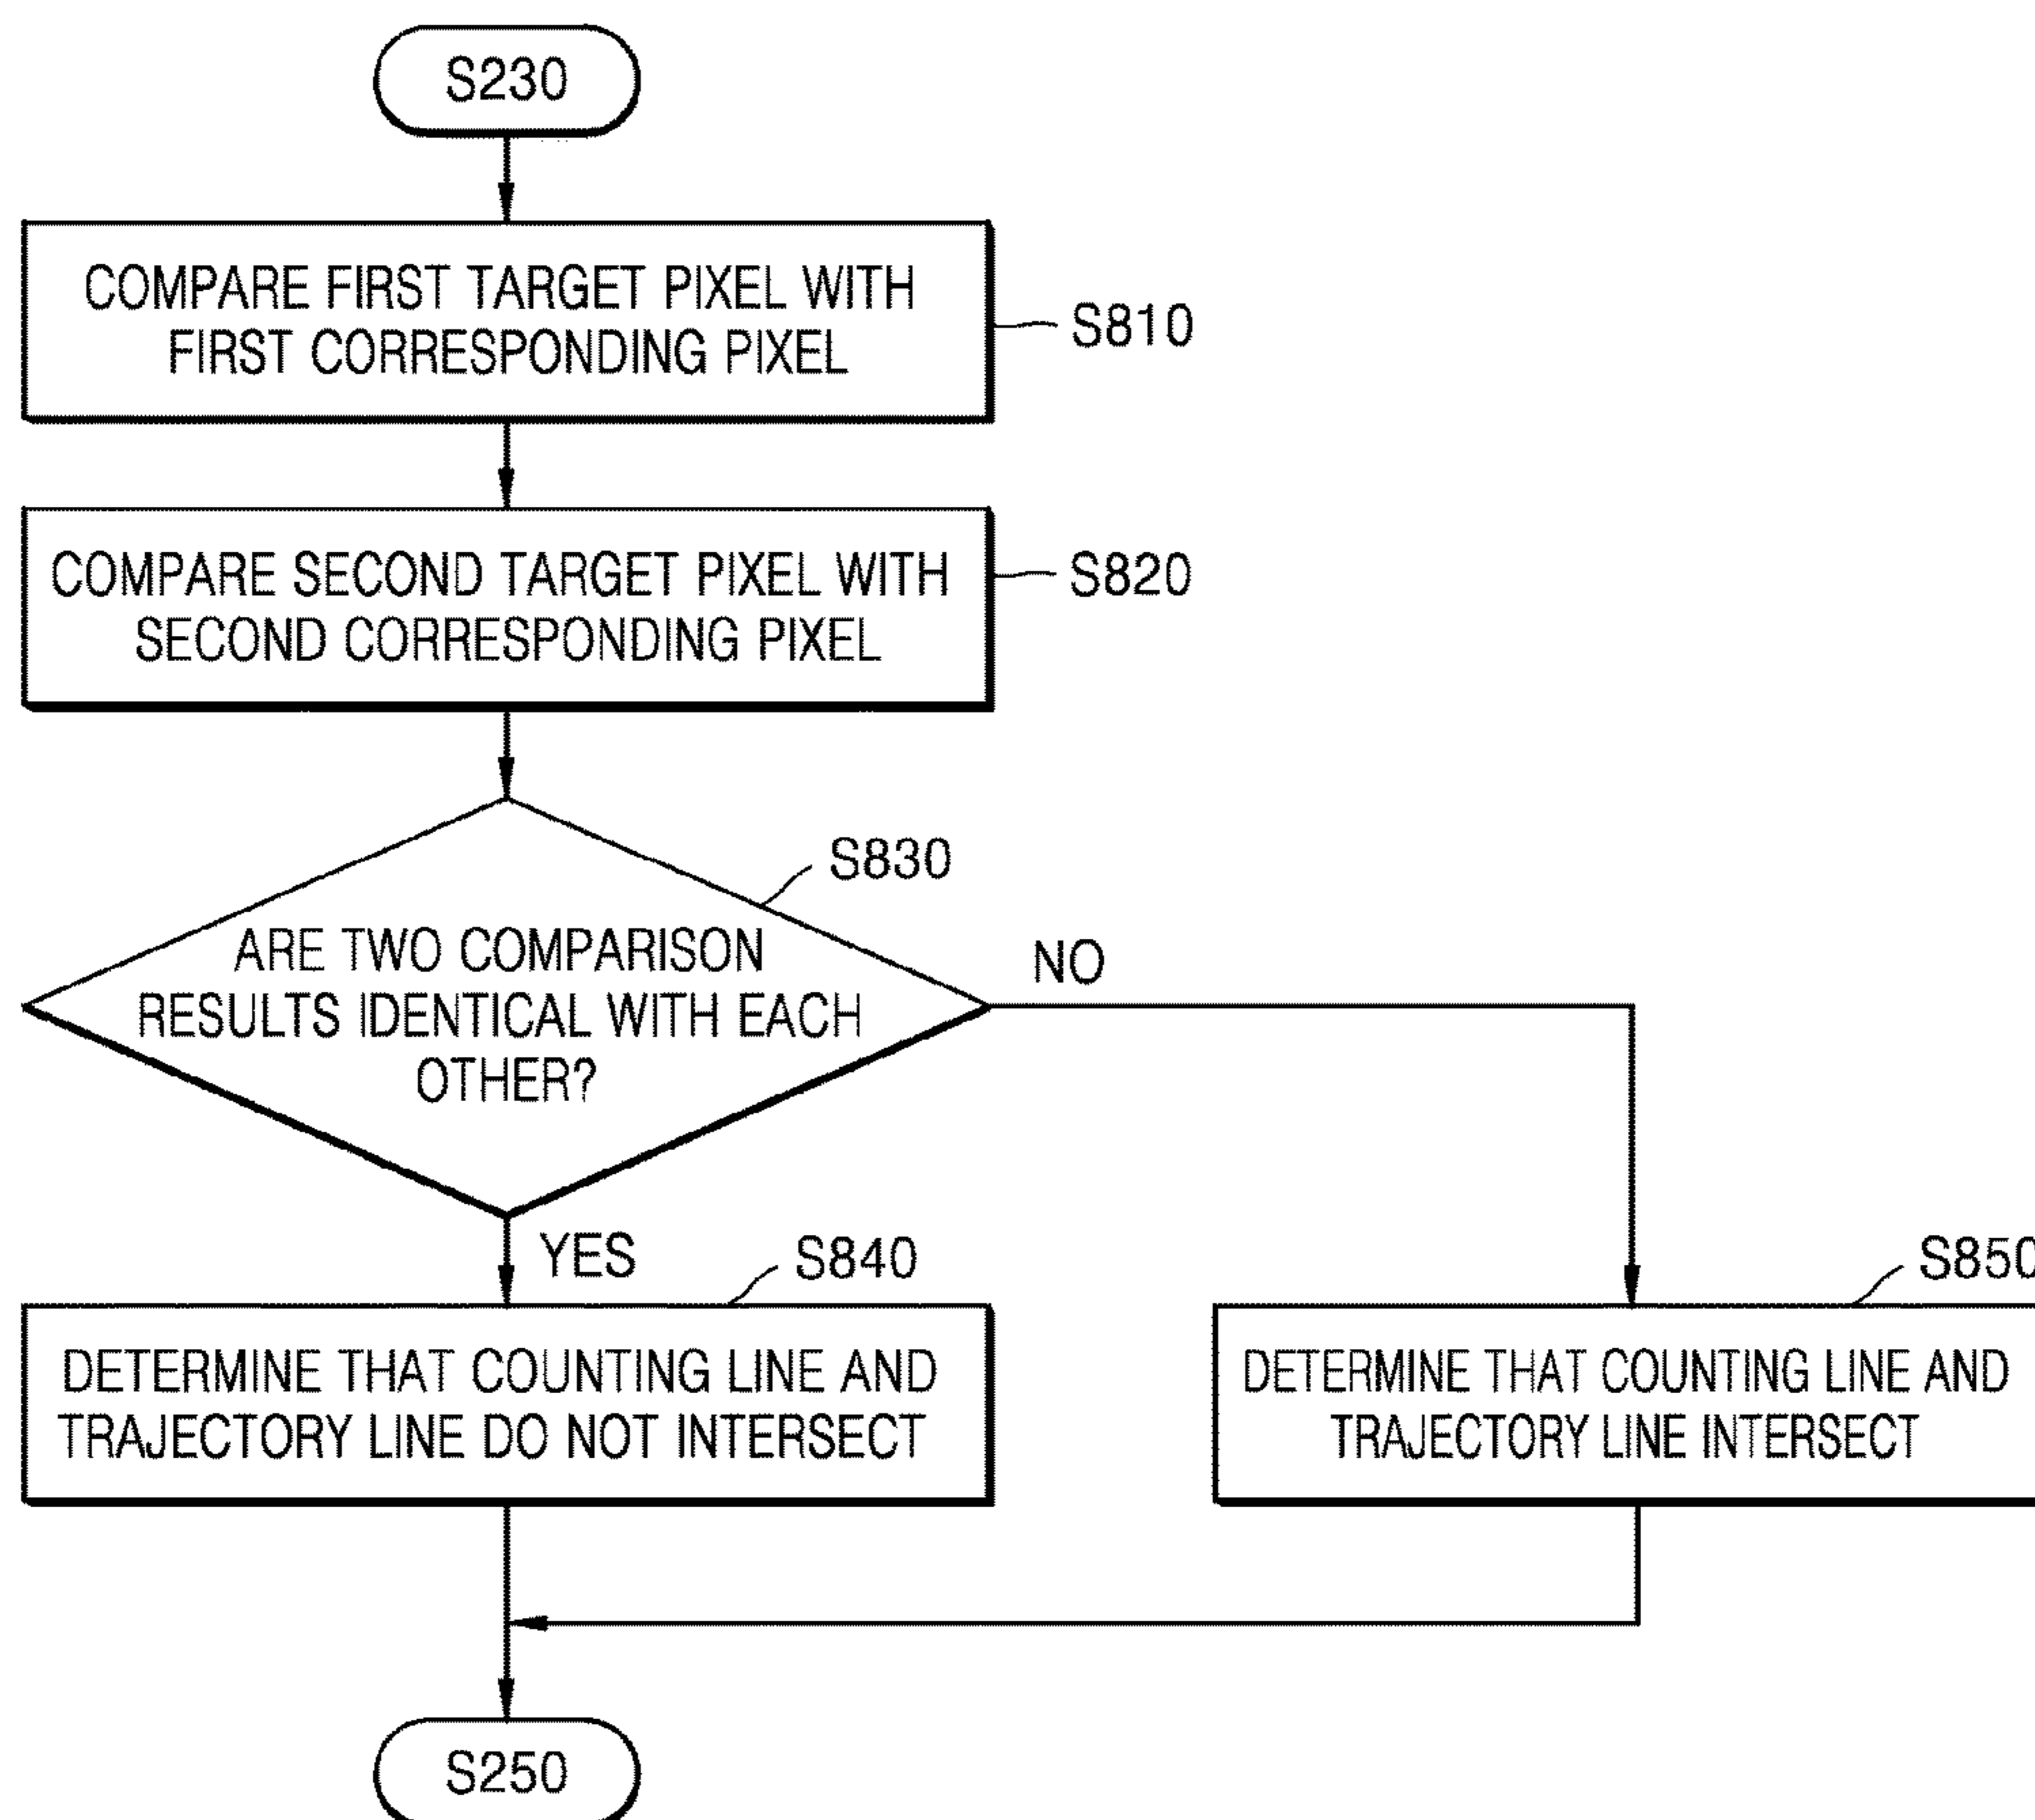 S230
COMPARE FIRST TARGET PIXEL WITH
FIRST CORRESPONDING PIXEL
S810
COMPARE SECOND TARGET PIXEL WITH
SECOND CORRESPONDING PIXEL
S820
S830
ARE TWO COMPARISON
RESULTS IDENTICAL WITH EACH
OTHER?
NO
YES
S840
DETERMINE THAT COUNTING LINE AND
TRAJECTORY LINE DO NOT INTERSECT
S850
DETERMINE THAT COUNTING LINE AND
TRAJECTORY LINE INTERSECT
S250